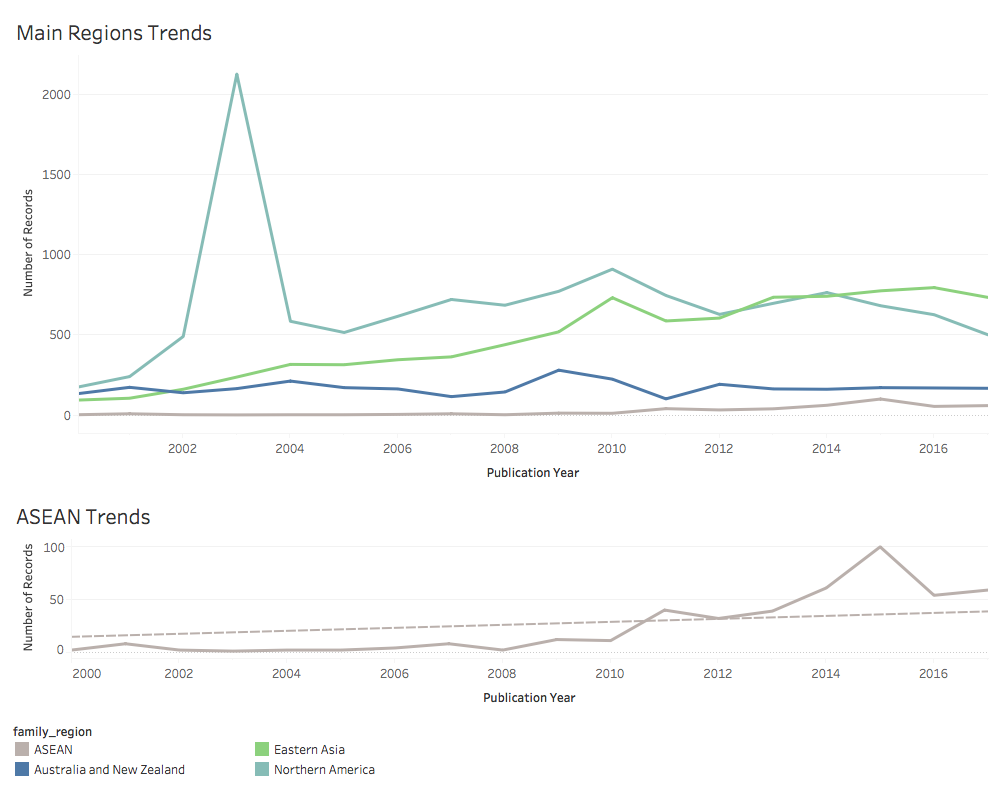 Main Regions Trends
2000
1500
1000
500
0
Number of Records
2002 2004 2006 2008 2010 2012 2014 2016
Publication Year
ASEAN Trends
100
50
0
Number of Records
2000 2002 2004 2006 2008 2010 2012 2014 2016
Publication Year
family_region
ASEAN Eastern Asia
Australia and New Zealand Northern America